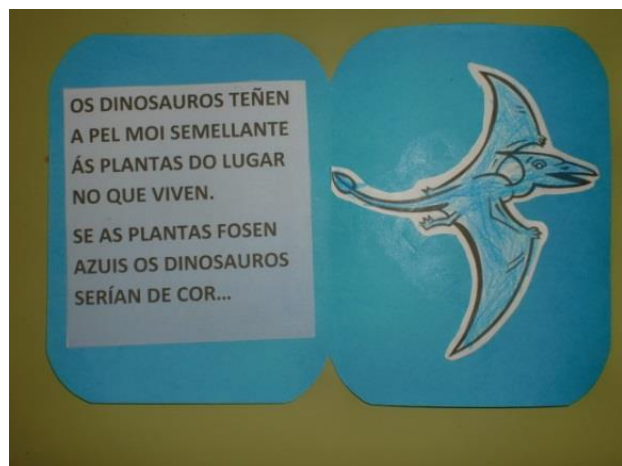 OS DINOSAUROS TEÑEN
A PEL MOI SEMELLANTE
ÁS PLANTAS DO LUGAR
NO QUE VIVEN.
SE AS PLANTAS FOSEN
AZUIS OS DINOSAUROS
SERÍAN DE COR...